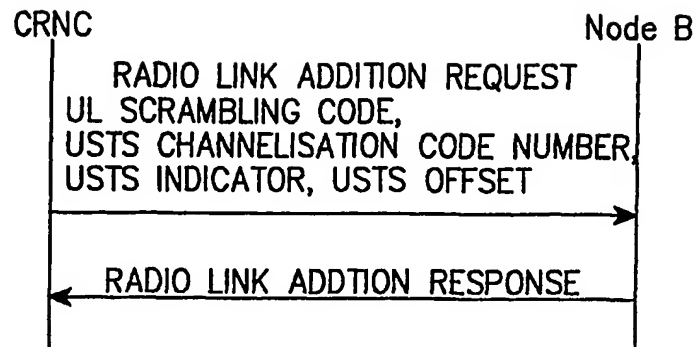 CRNC
Node B
RADIO LINK ADDITION REQUEST
UL SCRAMBLING CODE,
USTS CHANNELISATION CODE NUMBER,
USTS INDICATOR, USTS OFFSET
RADIO LINK ADDTION RESPONSE